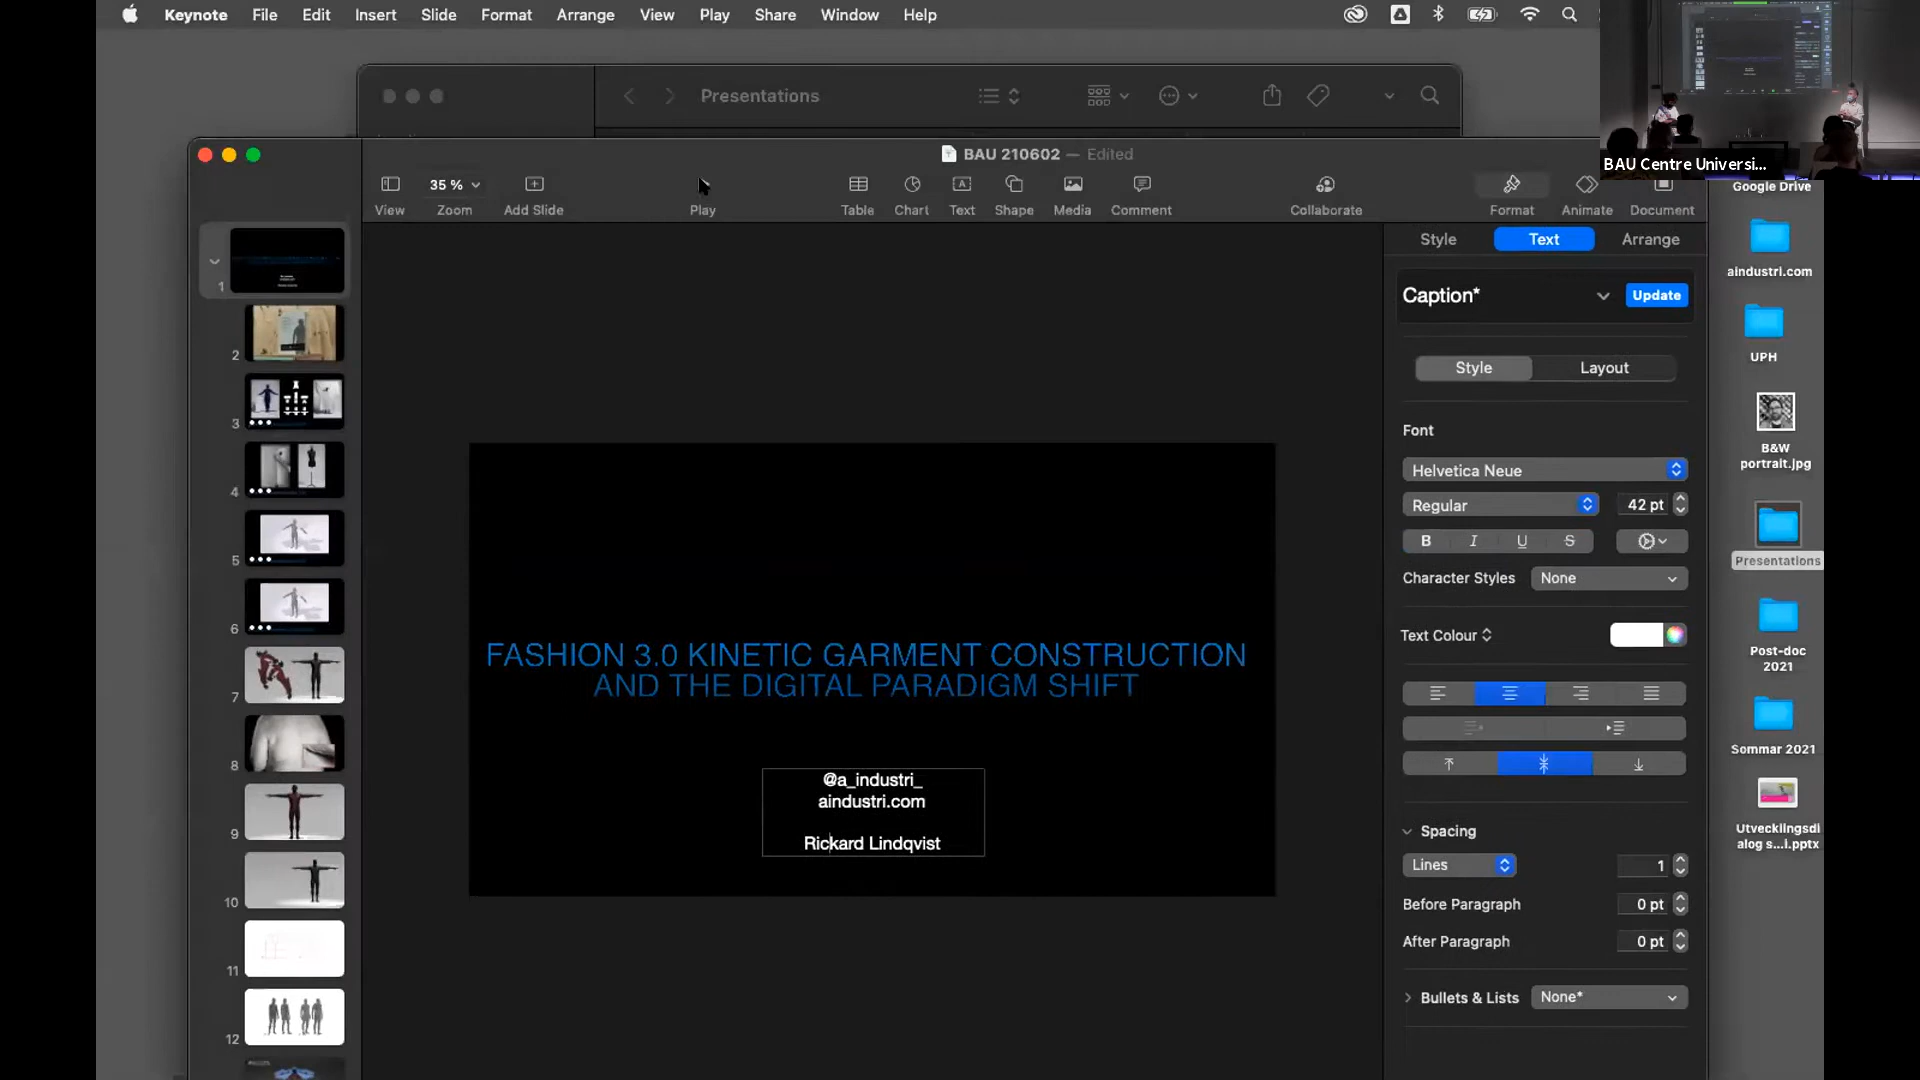 Keynote File Edit Insert Slide Format Arrange View Play Share Window Help
Presentations
BAU 210602 — Edited
35 %
View Zoom Add Slide Play Table Chart Text Shape Media Comment Collaborate Format Animate Document
BAU Centre Universi...
Google Drive
aindustri.com
UPH
B&W
portrait.jpg
Presentations
Post-doc
2021
Sommar 2021
Utvecklingsdi
alog s...i.pptx
1
2
3
4
5
6
7
8
9
10
11
12
FASHION 3.0 KINETIC GARMENT CONSTRUCTION
AND THE DIGITAL PARADIGM SHIFT
@a_industri_
aindustri.com
Rickard Lindqvist
Style Text Arrange
Caption*
Update
Style Layout
Font
Helvetica Neue
Regular 42 pt
B I U S
Character Styles None
Text Colour
Spacing
Lines 1
Before Paragraph 0 pt
After Paragraph 0 pt
Bullets & Lists None*